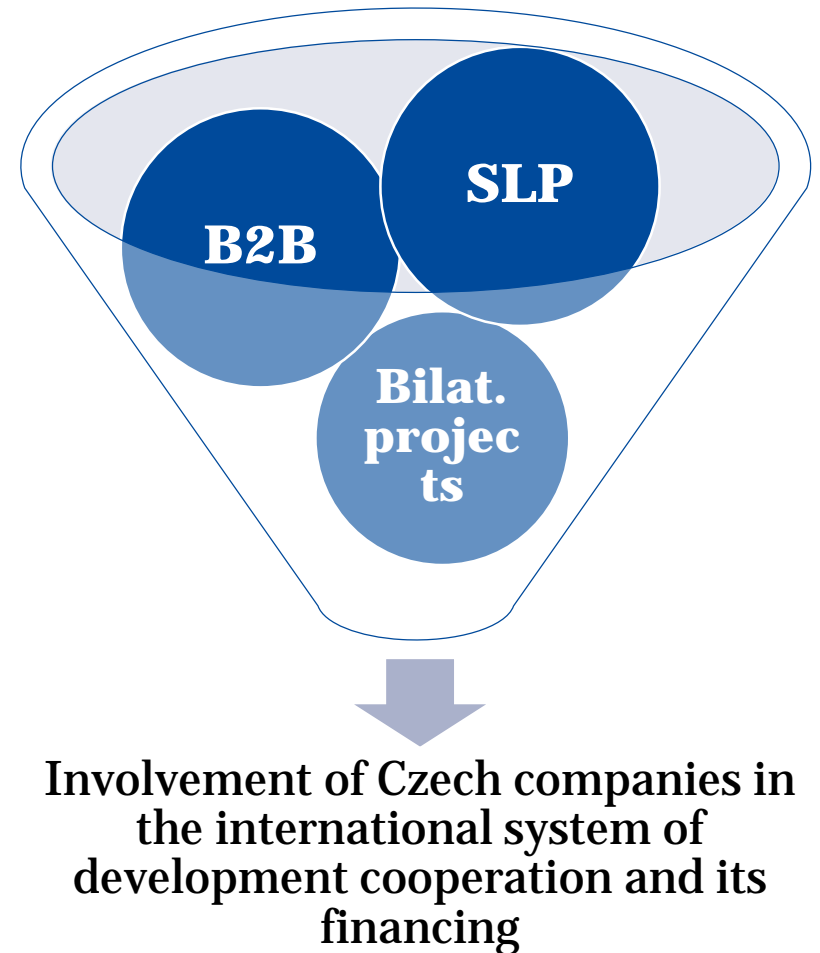 SLP
B2B
Bilat.
projec
ts
Involvement of Czech companies in
the international system of
development cooperation and its
financing